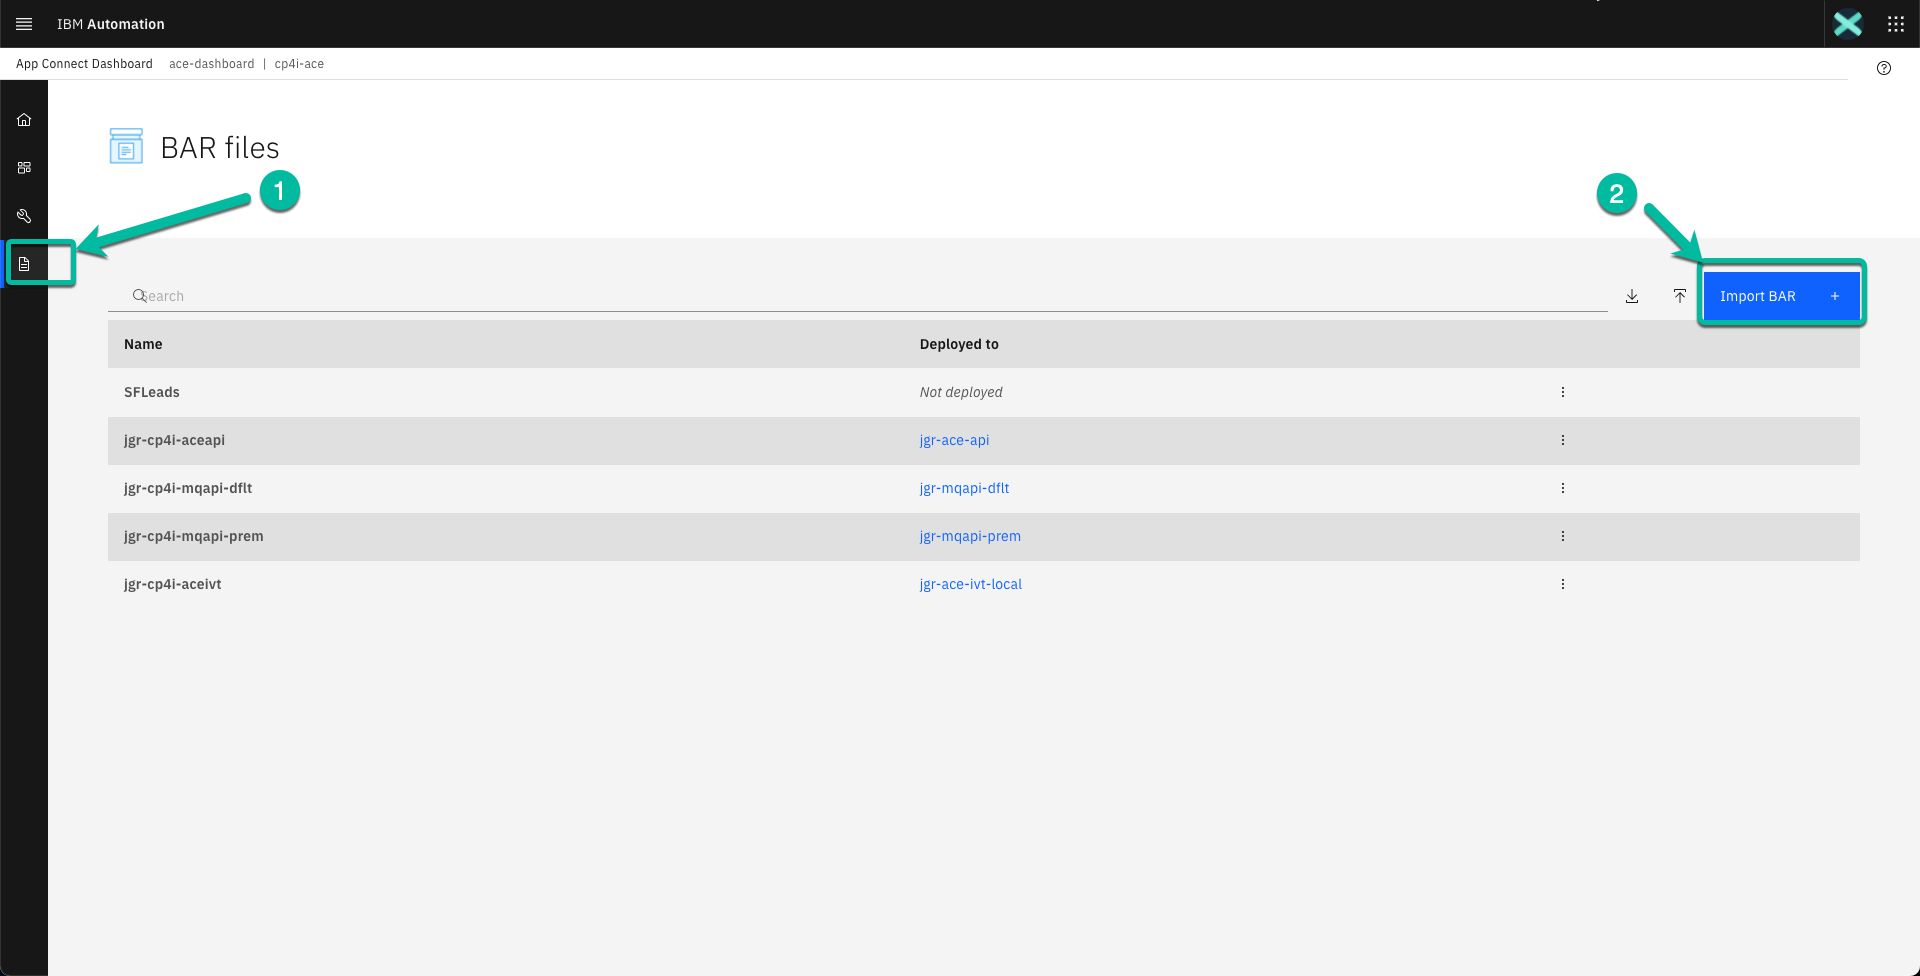 IBM Automation
App Connect Dashboard ace-dashboard | cp4i-ace
BAR files
1
2
Search
Import BAR +
Name Deployed to
SFLeads Not deployed
jgr-cp4i-aceapi jgr-ace-api
jgr-cp4i-mqapi-dflt jgr-mqapi-dflt
jgr-cp4i-mqapi-prem jgr-mqapi-prem
jgr-cp4i-aceivt jgr-ace-ivt-local